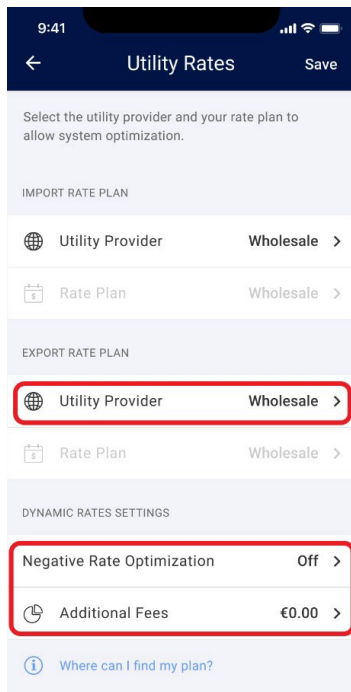 9:41
Utility Rates Save
Select the utility provider and your rate plan to
allow system optimization.
IMPORT RATE PLAN
Utility Provider Wholesale
$ Rate Plan Wholesale
EXPORT RATE PLAN
Utility Provider Wholesale
$ Rate Plan Wholesale
DYNAMIC RATES SETTINGS
Negative Rate Optimization Off
Additional Fees €0.00
Where can I find my plan?